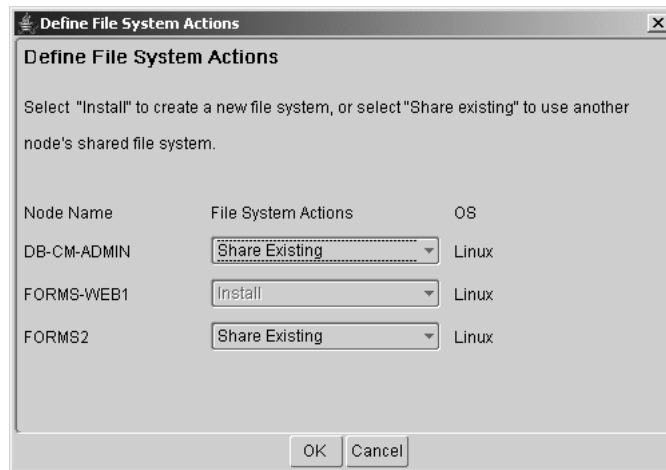 Define File System Actions
Define File System Actions
Select "Install" to create a new file system, or select "Share existing" to use another
node's shared file system.
Node Name File System Actions OS
DB-CM-ADMIN Share Existing Linux
FORMS-WEB1 Install Linux
FORMS2 Share Existing Linux
OK Cancel